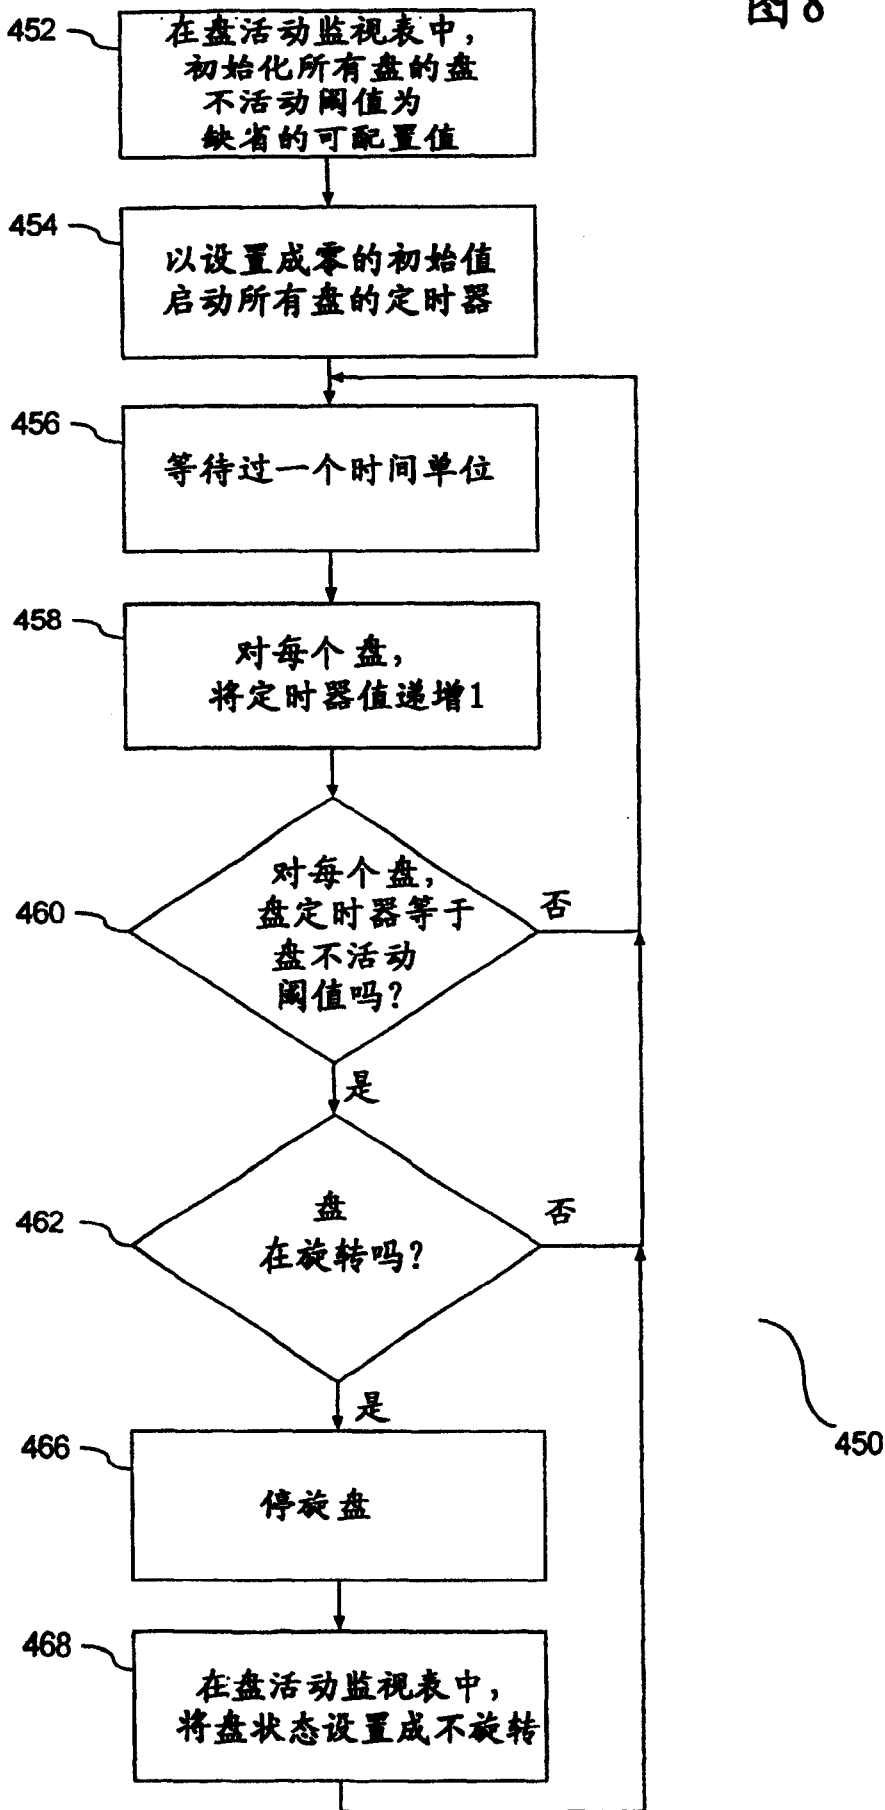 图8
452
在盘活动监视表中，
初始化所有盘的盘
不活动阈值为
缺省的可配置值
454
以设置成零的初始值
启动所有盘的定时器
456
等待过一个时间单位
458
对每个盘，
将定时器值递增1
460
对每个盘，
盘定时器等于
盘不活动
阈值吗？
否
是
462
盘
在旋转吗？
否
是
450
466
停旋盘
468
在盘活动监视表中，
将盘状态设置成不旋转